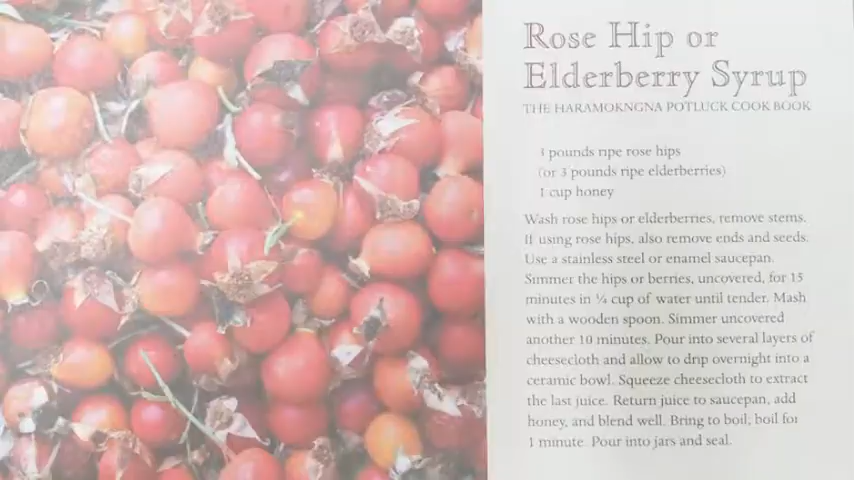 Rose Hip or
Elderberry Syrup
THE HARAMOKNGNA POTLUCK COOK BOOK
3 pounds ripe rose hips
(or 3 pounds ripe elderberries)
1 cup honey
Wash rose hips or elderberries, remove stems.
If using rose hips, also remove ends and seeds.
Use a stainless steel or enamel saucepan.
Simmer the hips or berries, uncovered, for 15
minutes in ¼ cup of water until tender. Mash
with a wooden spoon. Simmer uncovered
another 10 minutes. Pour into several layers of
cheesecloth and allow to drip overnight into a
ceramic bowl. Squeeze cheesecloth to extract
the last juice. Return juice to saucepan, add
honey, and blend well. Bring to boil, boil for
1 minute. Pour into jars and seal.